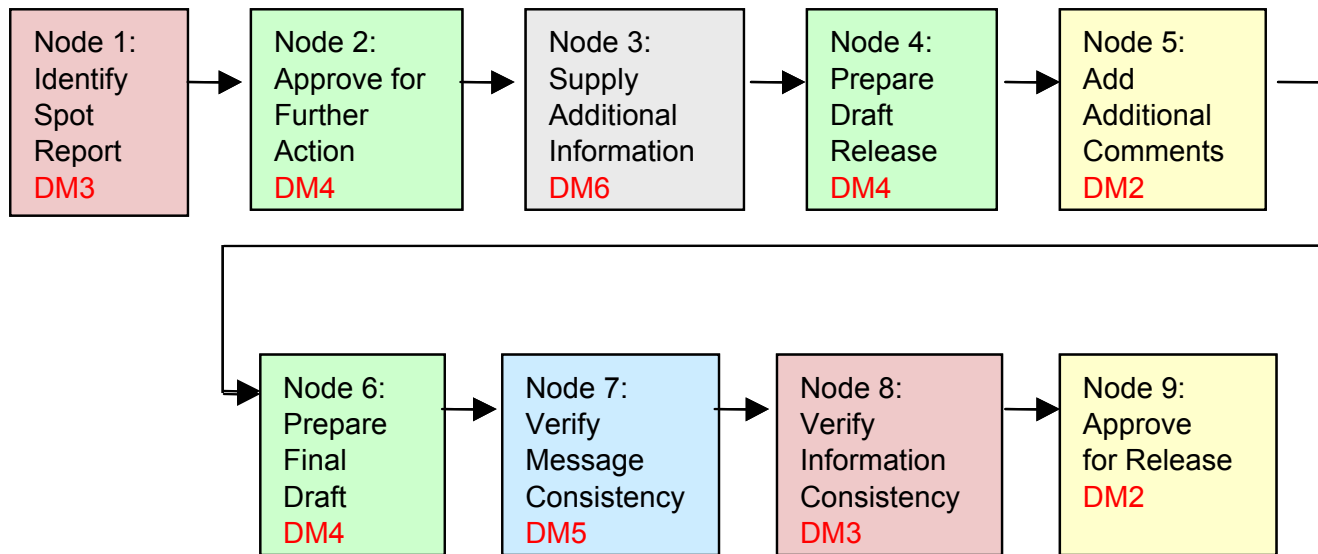 Node 1:
Identify
Spot
Report
DM3
Node 2:
Approve for
Further
Action
DM4
Node 3:
Supply
Additional
Information
DM6
Node 4:
Prepare
Draft
Release
DM4
Node 5:
Add
Additional
Comments
DM2
Node 6:
Prepare
Final
Draft
DM4
Node 7:
Verify
Message
Consistency
DM5
Node 8:
Verify
Information
Consistency
DM3
Node 9:
Approve
for Release
DM2